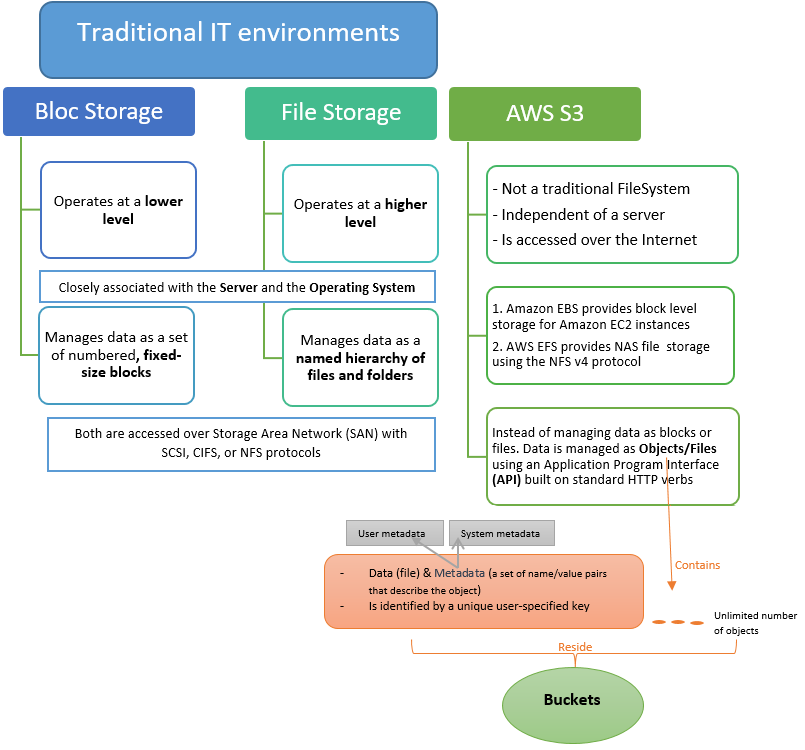 Traditional IT environments
Bloc Storage
File Storage
AWS S3
Operates at a lower
level
Operates at a higher
level
- Not a traditional FileSystem
- Independent of a server
- Is accessed over the Internet
Closely associated with the Server and the Operating System
Manages data as a set
of numbered, fixed-
size blocks
Manages data as a
named hierarchy of
files and folders
1. Amazon EBS provides block level
storage for Amazon EC2 instances
2. AWS EFS provides NAS file storage
using the NFS v4 protocol
Both are accessed over Storage Area Network (SAN) with
SCSI, CIFS, or NFS protocols
Instead of managing data as blocks or
files. Data is managed as Objects/Files
using an Application Program Interface
(API) built on standard HTTP verbs
User metadata
System metadata
Contains
- Data (file) & Metadata (a set of name/value pairs
that describe the object)
- Is identified by a unique user-specified key
Unlimited number
of objects
Reside
Buckets